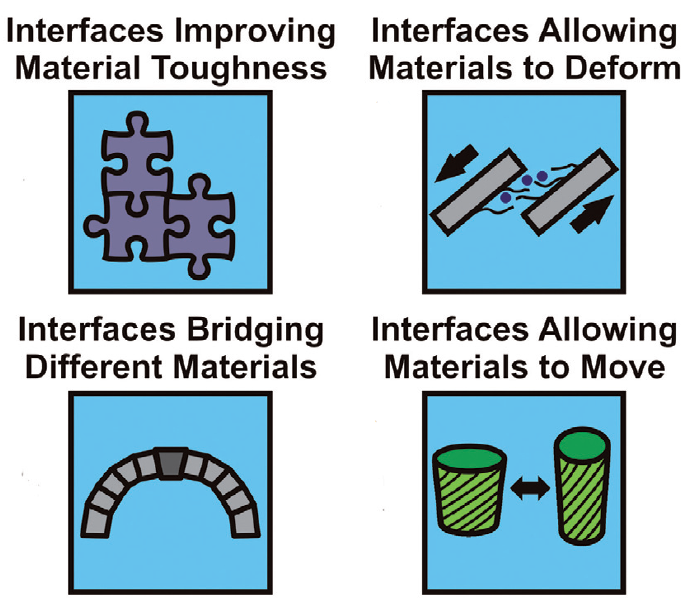 Interfaces Improving
Material Toughness
Interfaces Allowing
Materials to Deform
Interfaces Bridging
Different Materials
Interfaces Allowing
Materials to Move